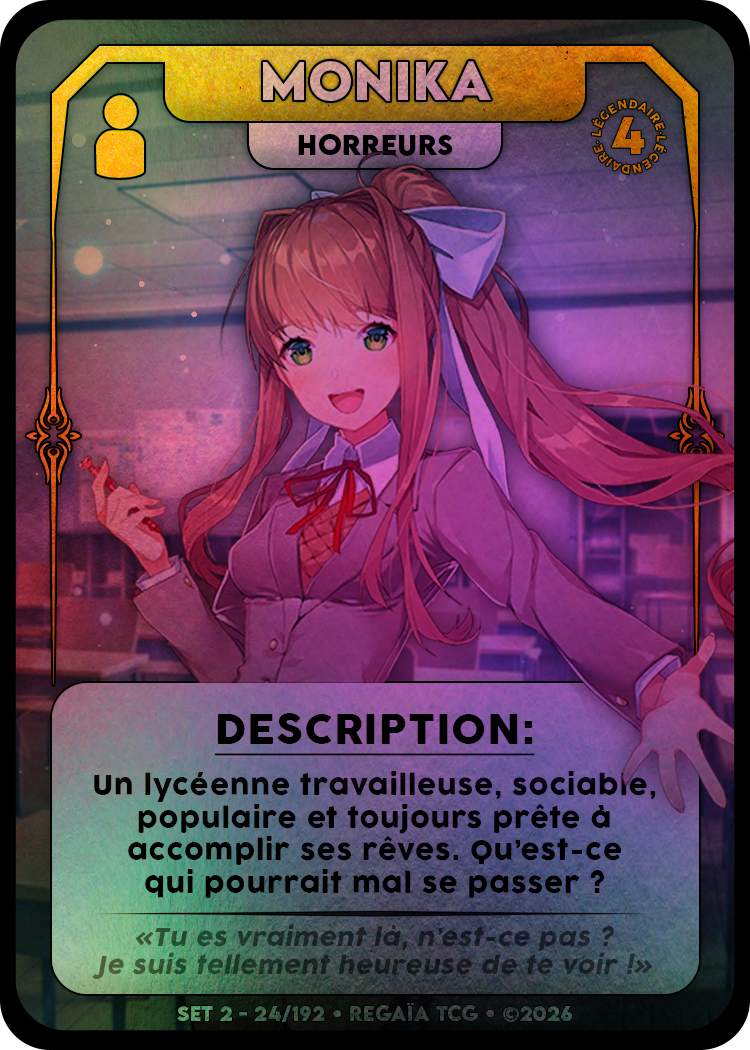 MONIKA
HORREURS
LÉGENDAIRE·LÉGENDAIRE·
4
DESCRIPTION:
Un lycéenne travailleuse, sociable,
populaire et toujours prête à
accomplir ses rêves. Qu'est-ce
qui pourrait mal se passer ?
«Tu es vraiment là, n'est-ce pas ?
Je suis tellement heureuse de te voir !»
SET 2 - 24/192 • REGAÏA TCG • ©2026